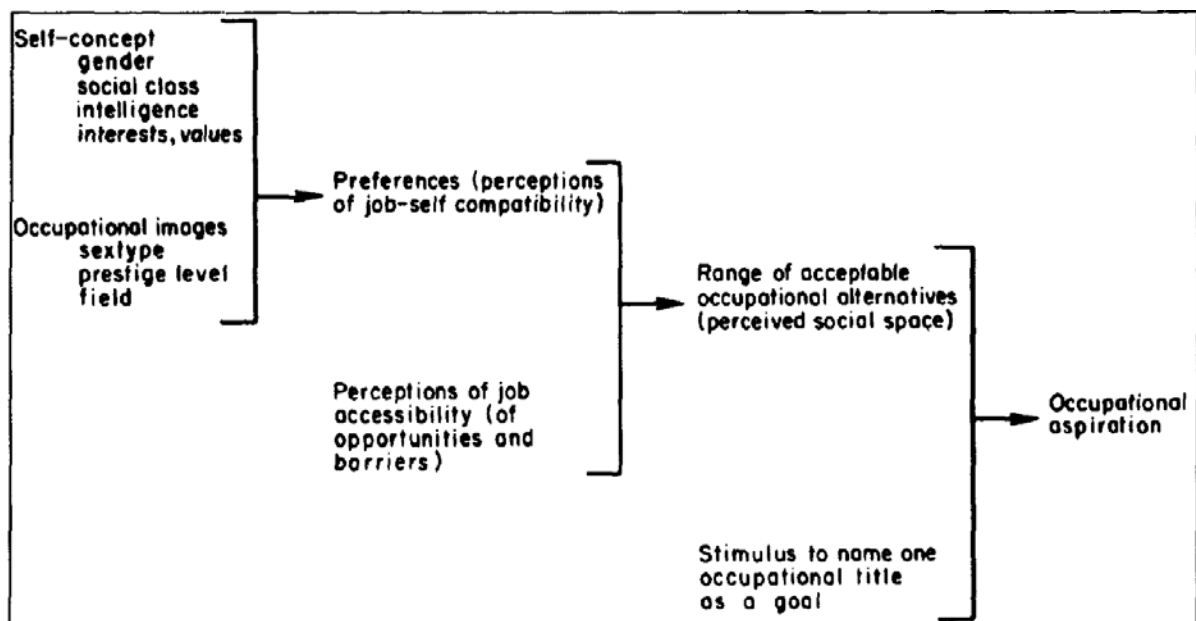 Self-concept
gender
social class
intelligence
interests, values
Occupational images
sextype
prestige level
field
Preferences (perceptions
of job-self compatibility)
Perceptions of job
accessibility (of
opportunities and
barriers)
Range of acceptable
occupational alternatives
(perceived social space)
Stimulus to name one
occupational title
as a goal
Occupational
aspiration